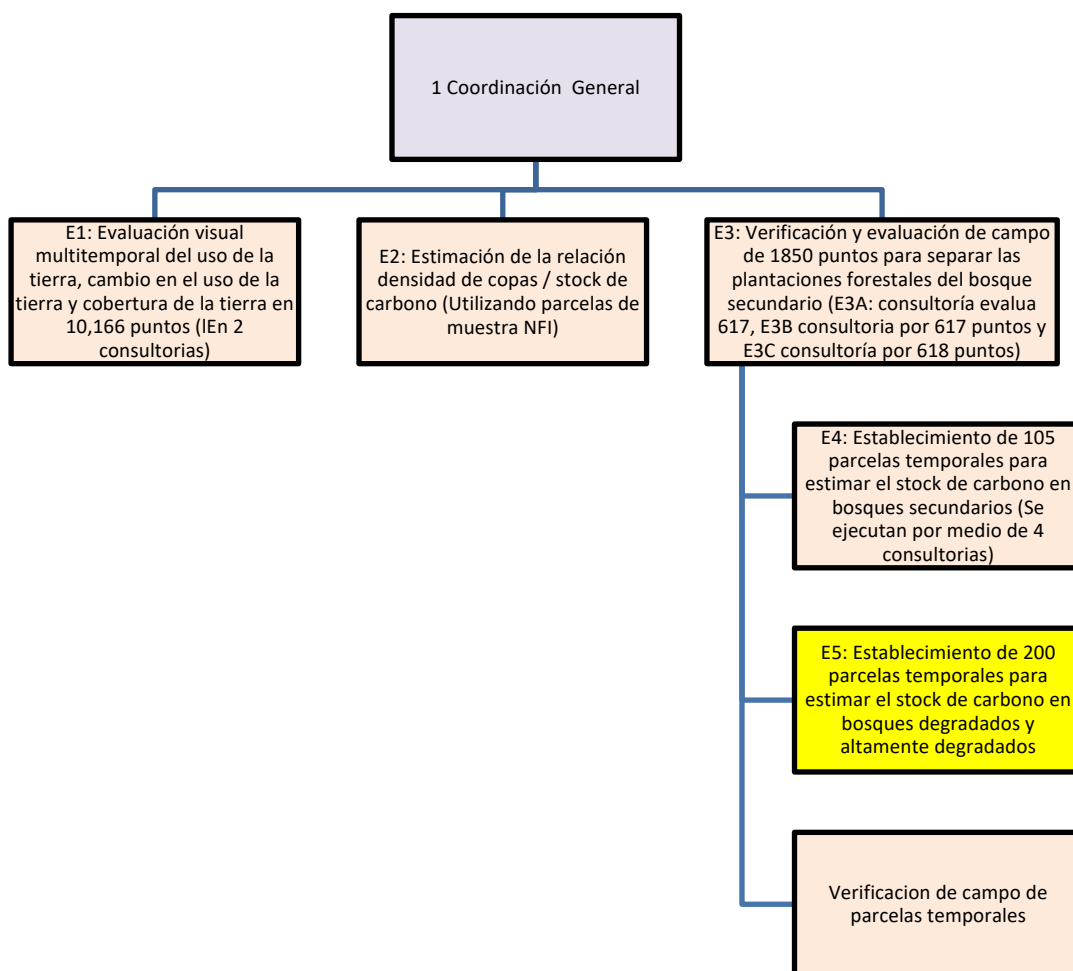 1 Coordinación  General
E1: Evaluación visual
multitemporal del uso de la
tierra, cambio en el uso de la
tierra y cobertura de la tierra en
10,166 puntos (lEn 2
consultorias)
E2: Estimación de la relación
densidad de copas / stock de
carbono (Utilizando parcelas de
muestra NFI)
E3: Verificación y evaluación de campo
de 1850 puntos para separar las
plantaciones forestales del bosque
secundario (E3A: consultoría evalua
617, E3B consultoria por 617 puntos y
E3C consultoría por 618 puntos)
E4: Establecimiento de 105
parcelas temporales para
estimar el stock de carbono en
bosques secundarios (Se
ejecutan por medio de 4
consultorias)
E5: Establecimiento de 200
parcelas temporales para
estimar el stock de carbono en
bosques degradados y
altamente degradados
Verificacion de campo de
parcelas temporales